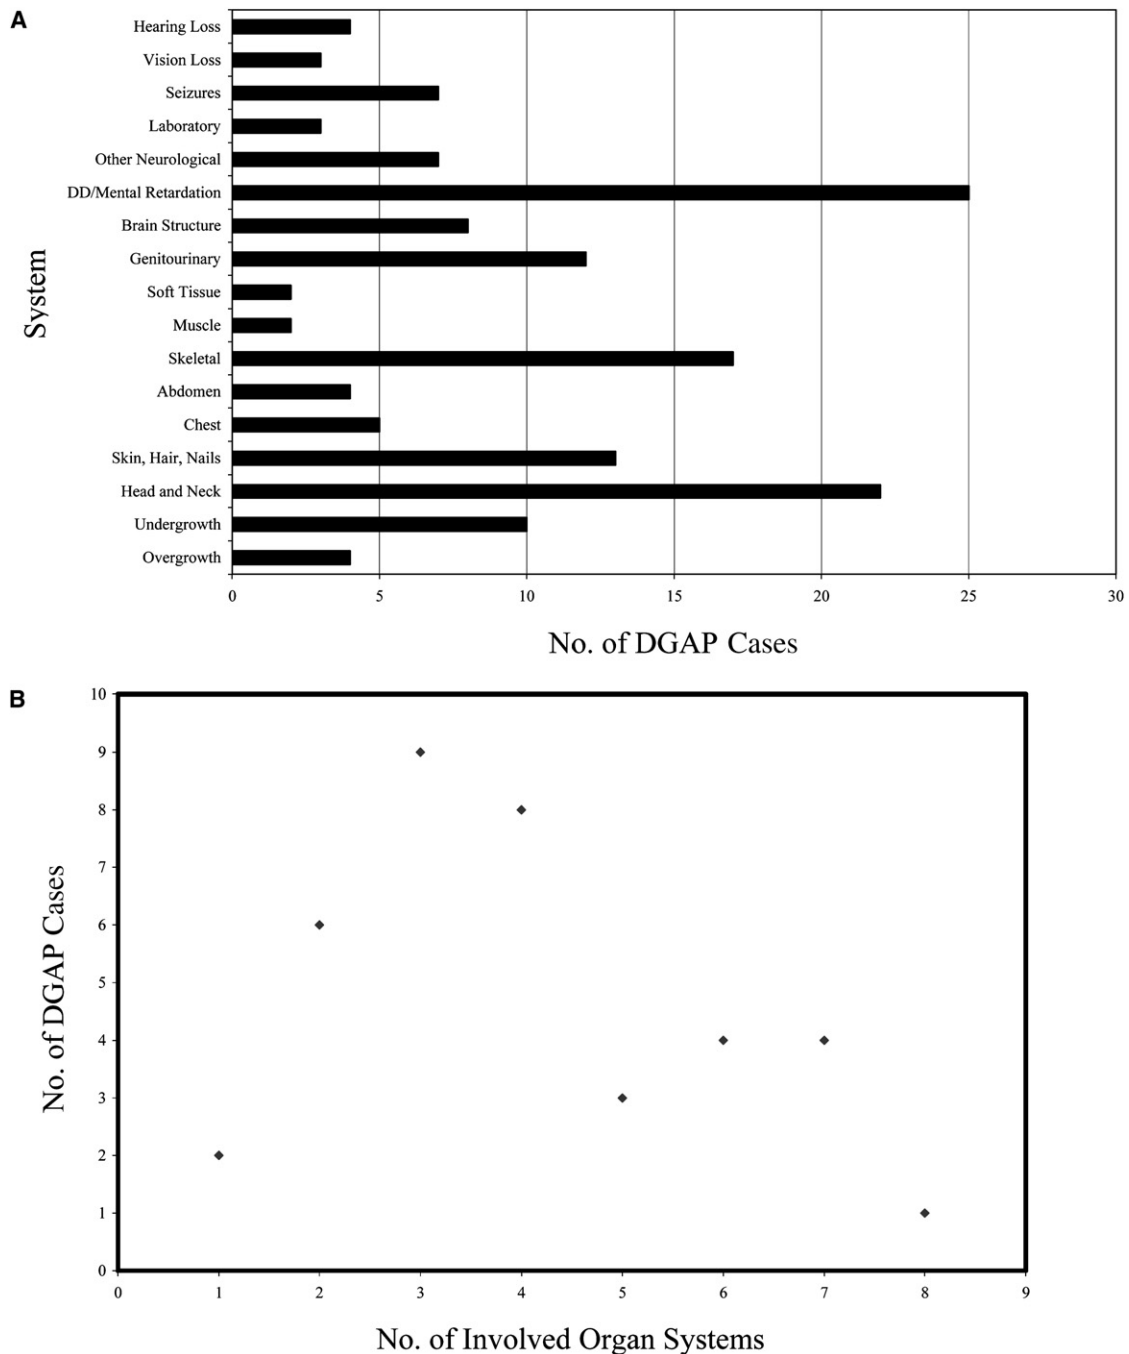 A
Hearing Loss
Vision Loss
Seizures
Laboratory
Other Neurological
DD/Mental Retardation
Brain Structure
Genitourinary
Soft Tissue
Muscle
Skeletal
Abdomen
Chest
Skin, Hair, Nails
Head and Neck
Undergrowth
Overgrowth
System
0 5 10 15 20 25 30
No. of DGAP Cases
B
10
9
8
7
6
5
4
3
2
1
0
No. of DGAP Cases
0 1 2 3 4 5 6 7 8 9
No. of Involved Organ Systems